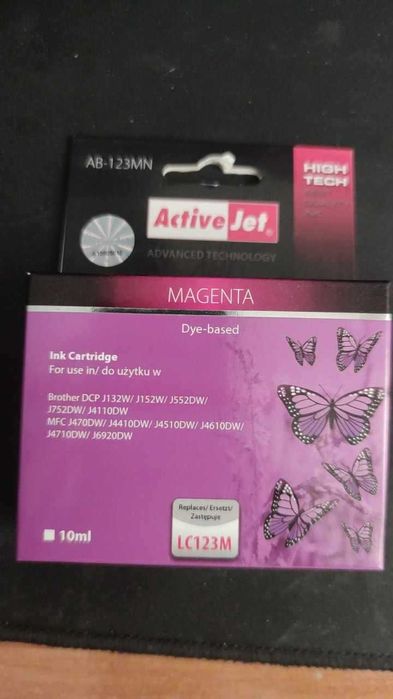 AB-123MN
HIGH
TECH
ActiveJet®
ADVANCED TECHNOLOGY
MAGENTA
Dye-based
Ink Cartridge
For use in/ do użytku w
Brother DCP J132W/ J152W/ J552DW/
J752DW/ J4110DW
MFC J470DW/ J4410DW/ J4510DW/ J4610DW/
J4710DW/ J6920DW
Replaces/ Ersetzt/
Zastępuje
LC123M
10ml